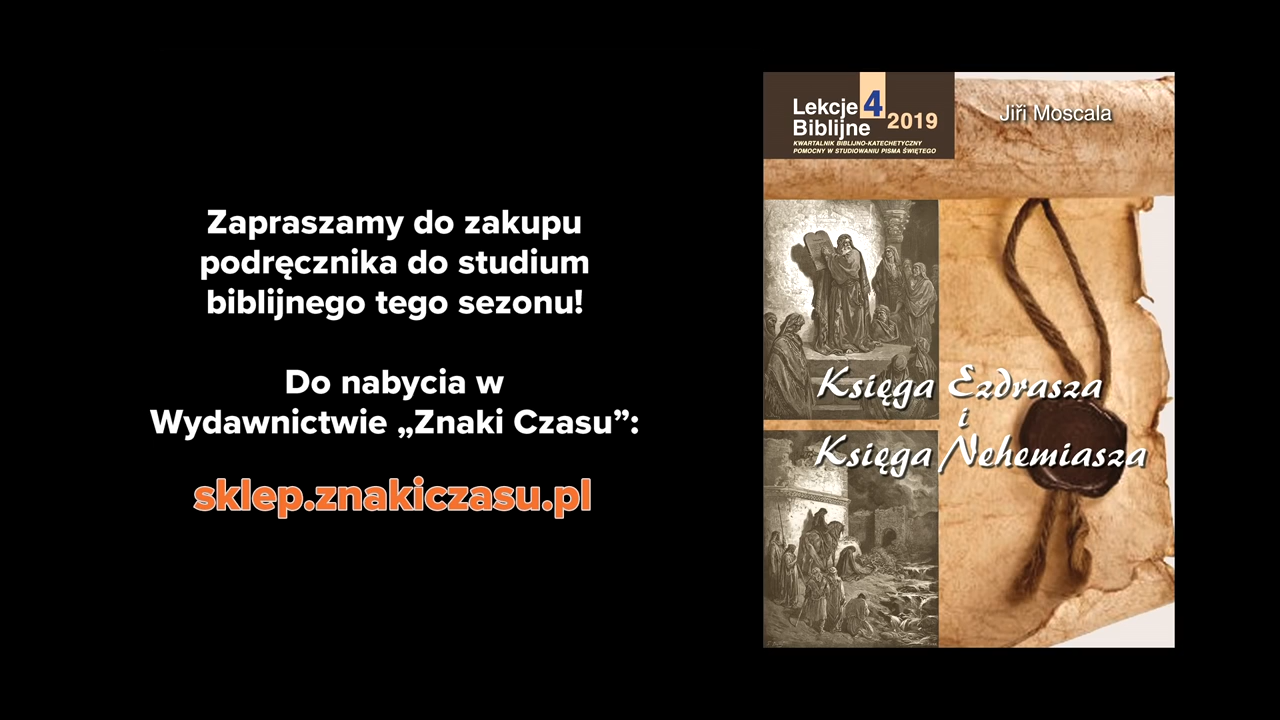 Zapraszamy do zakupu
podręcznika do studium
biblijnego tego sezonu!
Do nabycia w
Wydawnictwie „Znaki Czasu”:
sklep.znakiczasu.pl
Lekcje 4 2019
Biblijne
KWARTALNIK BIBLIJNO-KATECHETYCZNY
POMOCNY W STUDIOWANIU PISMA ŚWIĘTEGO
Jiři Moscala
Księga Ezdrasza
i
Księga Nehemiasza